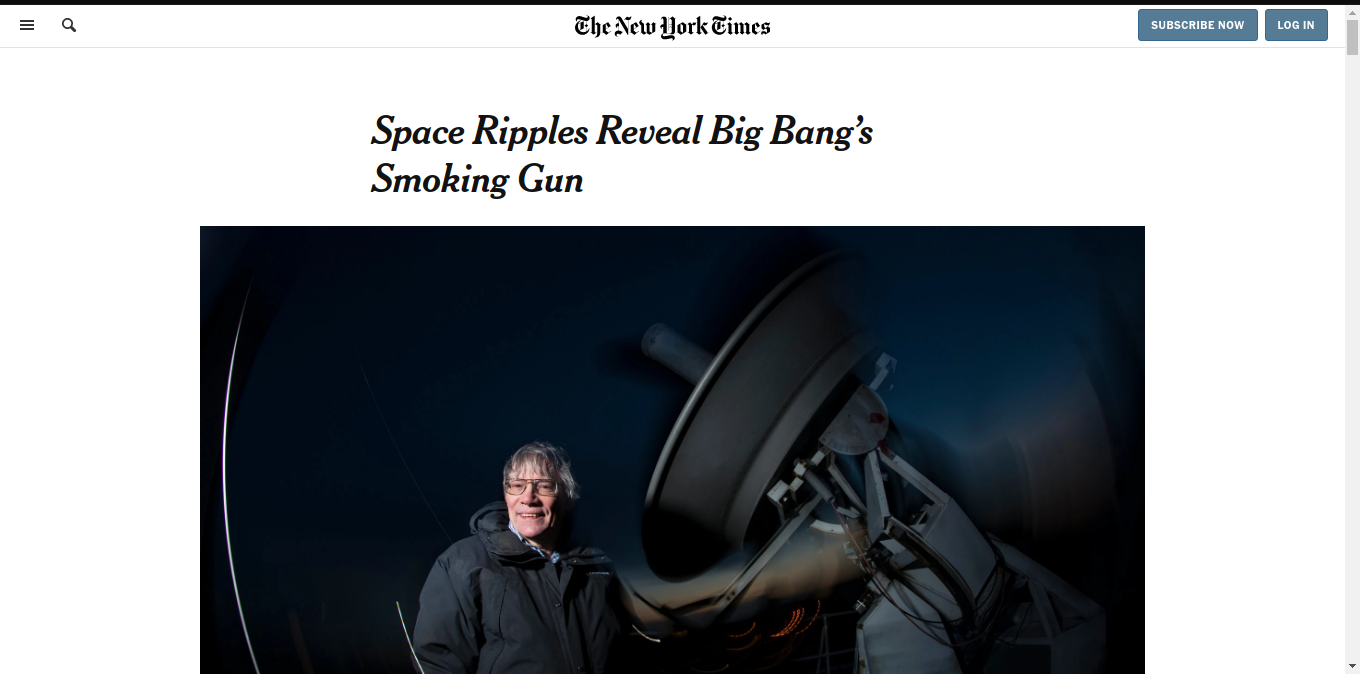 The New York Times
SUBSCRIBE NOW
LOG IN
Space Ripples Reveal Big Bang’s
Smoking Gun